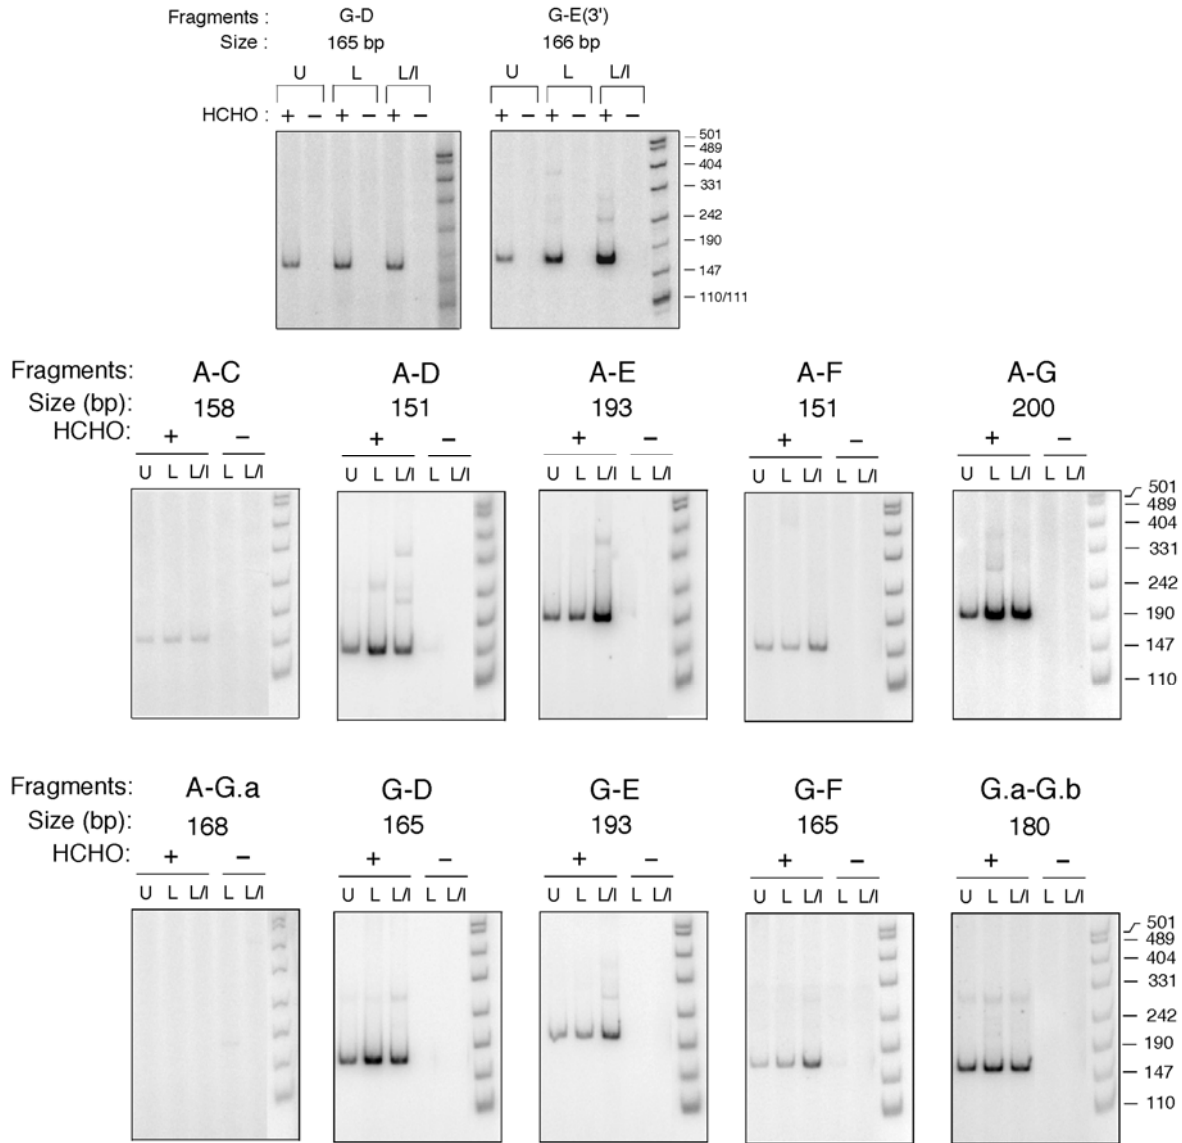 Fragments : G-D G-E(3')
Size : 165 bp 166 bp
U L L/I U L L/I
HCHO : + − + − + − + − + − + −
501
489
404
331
242
190
147
110/111
Fragments: A-C A-D A-E A-F A-G
Size (bp): 158 151 193 151 200
HCHO: + − + − + − + − + −
U L L/I L L/I U L L/I L L/I U L L/I L L/I U L L/I L L/I U L L/I L L/I
501
489
404
331
242
190
147
110
Fragments: A-G.a G-D G-E G-F G.a-G.b
Size (bp): 168 165 193 165 180
HCHO: + − + − + − + − + −
U L L/I L L/I U L L/I L L/I U L L/I L L/I U L L/I L L/I U L L/I L L/I
501
489
404
331
242
190
147
110